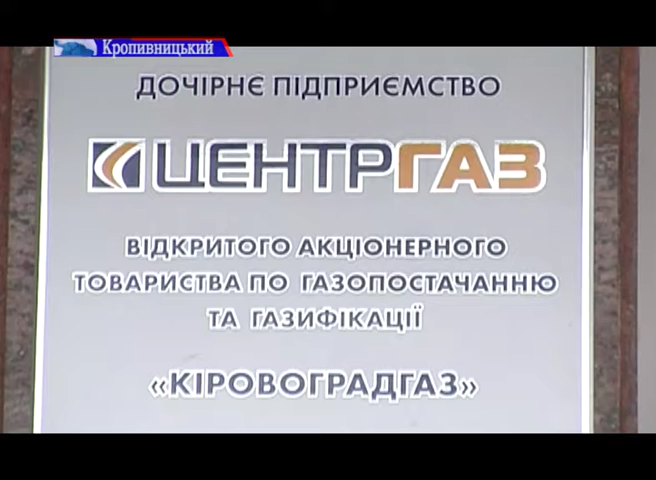 Кропивницький
ДОЧІРНЄ ПІДПРИЄМСТВО
ЦЕНТРГАЗ
ВІДКРИТОГО АКЦІОНЕРНОГО
ТОВАРИСТВА ПО ГАЗОПОСТАЧАННЮ
ТА ГАЗИФІКАЦІЇ
«КІРОВОГРАДГАЗ»